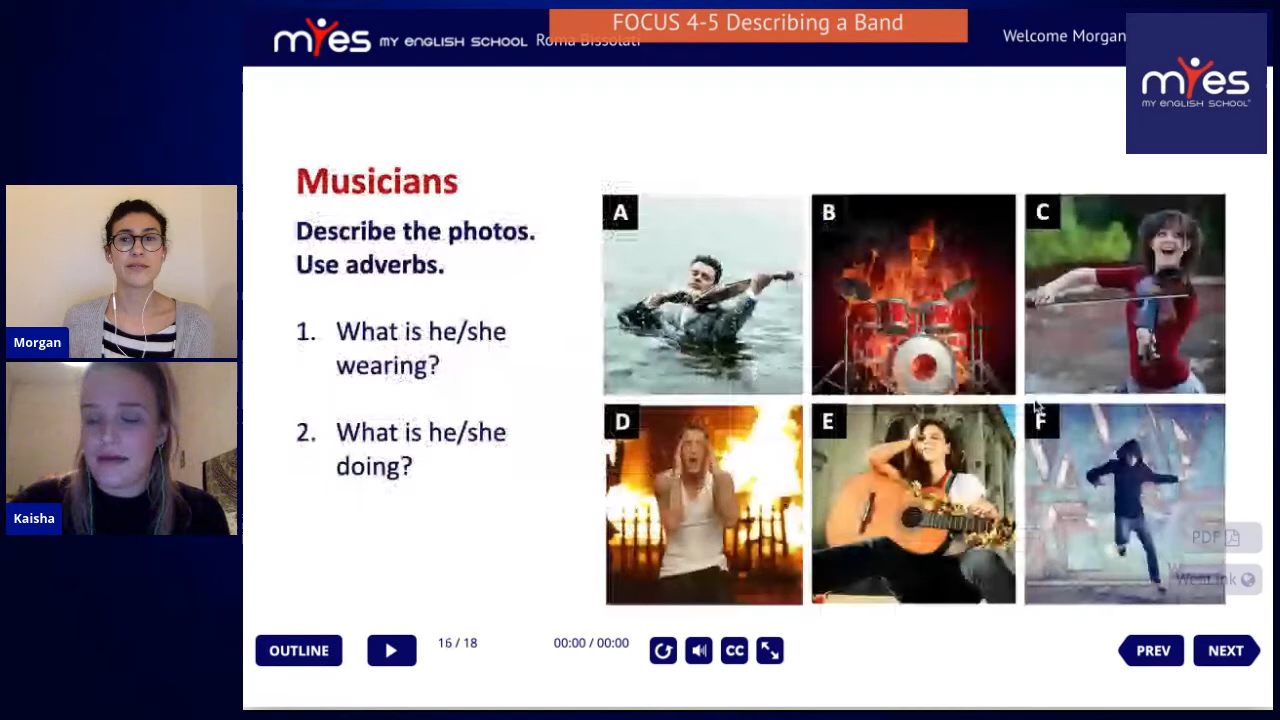 FOCUS 4-5 Describing a Band
myes MY ENGLISH SCHOOL Roma Bissolati
Welcome Morgan
myes
MY ENGLISH SCHOOL
Musicians
Describe the photos.
Use adverbs.
1. What is he/she
wearing?
2. What is he/she
doing?
A
B
C
D
E
F
Morgan
Kaisha
PDF
OUTLINE
16 / 18
00:00 / 00:00
CC
PREV
NEXT